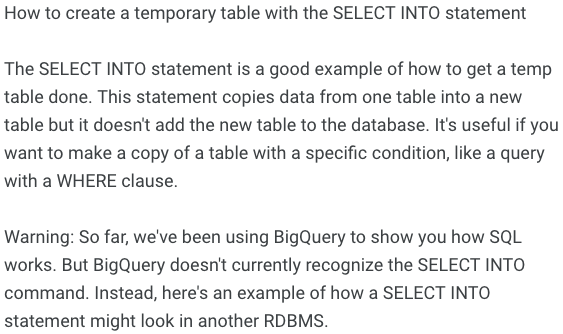 How to create a temporary table with the SELECT INTO statement
The SELECT INTO statement is a good example of how to get a temp
table done. This statement copies data from one table into a new
table but it doesn't add the new table to the database. It's useful if you
want to make a copy of a table with a specific condition, like a query
with a WHERE clause.
Warning: So far, we've been using BigQuery to show you how SQL
works. But BigQuery doesn't currently recognize the SELECT INTO
command. Instead, here's an example of how a SELECT INTO
statement might look in another RDBMS.